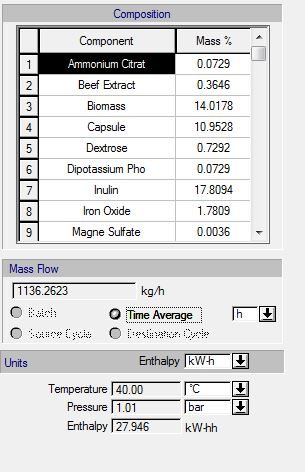 Composition
Component Mass %
1 Ammonium Citrat 0.0729
2 Beef Extract 0.3646
3 Biomass 14.0178
4 Capsule 10.9528
5 Dextrose 0.7292
6 Dipotassium Pho 0.0729
7 Inulin 17.8094
8 Iron Oxide 1.7809
9 Magne Sulfate 0.0036
Mass Flow
1136.2623 kg/h
Batch Time Average h
Source Cycle Destination Cycle
Units Enthalpy kW-h
Temperature 40.00 °C
Pressure 1.01 bar
Enthalpy 27.946 kW-hh